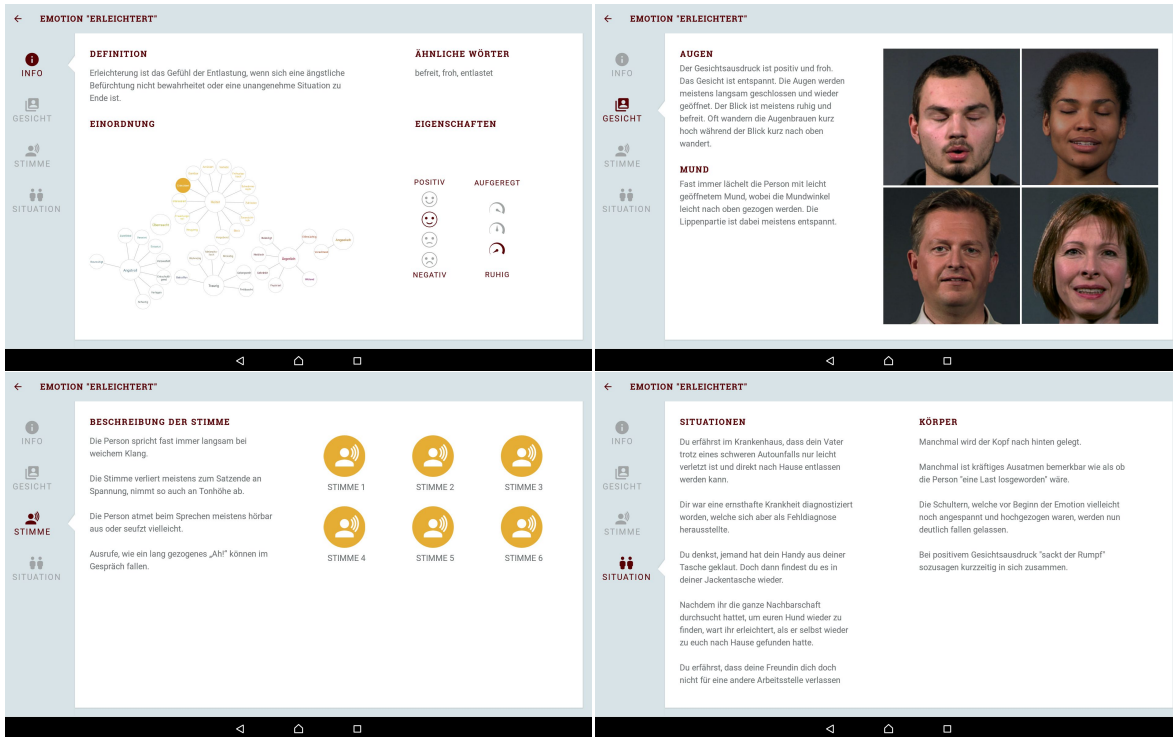 EMOTION "ERLEICHTERT"
INFO
GESICHT
STIMME
SITUATION
DEFINITION
Erleichterung ist das Gefühl der Entlastung, wenn sich eine ängstliche
Befürchtung nicht bewahrheitet oder eine unangenehme Situation zu
Ende ist.
ÄHNLICHE WÖRTER
befreit, froh, entlastet
EINORDNUNG
Angstvoll
Traurig
EIGENSCHAFTEN
POSITIV
AUFGEREGT
NEGATIV
RUHIG
EMOTION "ERLEICHTERT"
INFO
GESICHT
STIMME
SITUATION
AUGEN
Der Gesichtsausdruck ist positiv und froh.
Das Gesicht ist entspannt. Die Augen werden
meistens langsam geschlossen und wieder
geöffnet. Der Blick ist meistens ruhig und
befreit. Oft wandern die Augenbrauen kurz
hoch während der Blick kurz nach oben
wandert.
MUND
Fast immer lächelt die Person mit leicht
geöffnetem Mund, wobei die Mundwinkel
leicht nach oben gezogen werden. Die
Lippenpartie ist dabei meistens entspannt.
EMOTION "ERLEICHTERT"
INFO
GESICHT
STIMME
SITUATION
BESCHREIBUNG DER STIMME
Die Person spricht fast immer langsam bei
weichem Klang.
Die Stimme verliert meistens zum Satzende an
Spannung, nimmt so auch an Tonhöhe ab.
Die Person atmet beim Sprechen meistens hörbar
aus oder seufzt vielleicht.
Ausrufe, wie ein lang gezogenes „Ah!" können im
Gespräch fallen.
STIMME 1
STIMME 2
STIMME 3
STIMME 4
STIMME 5
STIMME 6
EMOTION "ERLEICHTERT"
INFO
GESICHT
STIMME
SITUATION
SITUATIONEN
Du erfährst im Krankenhaus, dass dein Vater
trotz eines schweren Autounfalls nur leicht
verletzt ist und direkt nach Hause entlassen
werden kann.
Dir war eine ernsthafte Krankheit diagnostiziert
worden, welche sich aber als Fehldiagnose
herausstellte.
Du denkst, jemand hat dein Handy aus deiner
Tasche geklaut. Doch dann findest du es in
deiner Jackentasche wieder.
Nachdem ihr die ganze Nachbarschaft
durchsucht hattet, um euren Hund wieder zu
finden, wart ihr erleichtert, als er selbst wieder
zu euch nach Hause gefunden hatte.
Du erfährst, dass deine Freundin dich doch
nicht für eine andere Arbeitsstelle verlassen
KÖRPER
Manchmal wird der Kopf nach hinten gelegt.
Manchmal ist kräftiges Ausatmen bemerkbar wie als ob
die Person "eine Last losgeworden" wäre.
Die Schultern, welche vor Beginn der Emotion vielleicht
noch angespannt und hochgezogen waren, werden nun
deutlich fallen gelassen.
Bei positivem Gesichtsausdruck "sackt der Rumpf"
sozusagen kurzzeitig in sich zusammen.